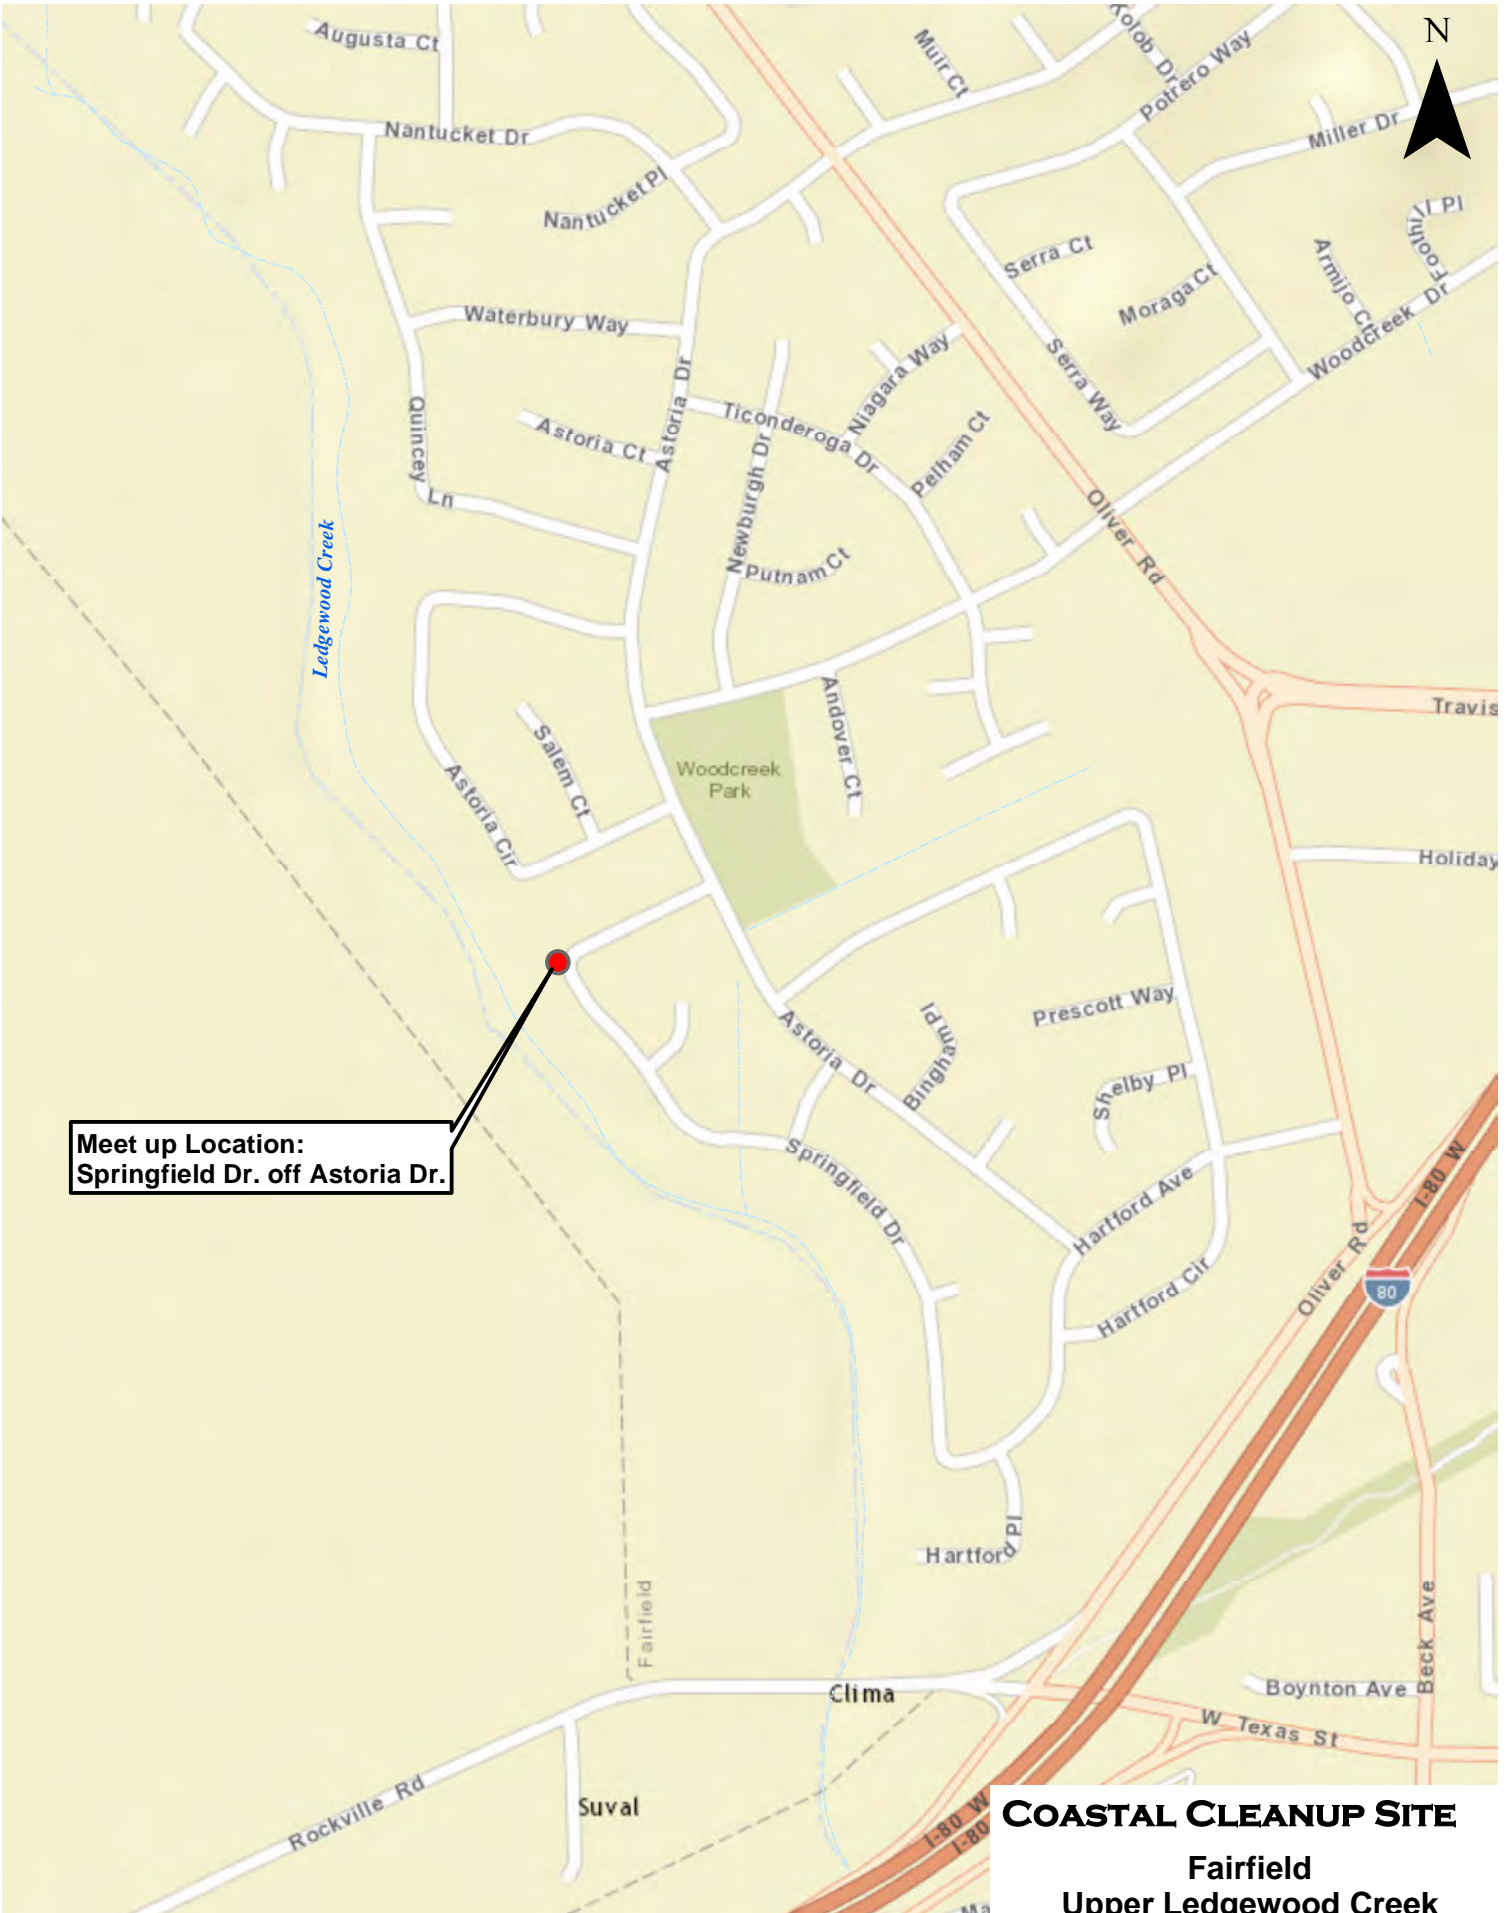 N
Augusta Ct
Muir Ct
Kolob Dr
Potrero Way
Miller Dr
Nantucket Dr
Nantucket Pl
Serra Ct
Moraga Ct
Armijo Ct
Foothill Pl
Woodcreek Dr
Waterbury Way
Astoria Dr
Niagara Way
Serra Way
Quincey Ln
Astoria Ct
Ticonderoga Dr
Newburgh Dr
Pelham Ct
Putnam Ct
Oliver Rd
Ledgewood Creek
Travis
Andover Ct
Salem Ct
Woodcreek
Park
Astoria Cir
Holiday
Astoria Dr
Bingham Pl
Prescott Way
Shelby Pl
Meet up Location:
Springfield Dr. off Astoria Dr.
Springfield Dr
Hartford Ave
Hartford Cir
I-80 W
Oliver Rd
80
Hartford Pl
Fairfield
Beck Ave
Clima
Boynton Ave
W Texas St
Rockville Rd
Suval
I-80 W
I-80
COASTAL CLEANUP SITE
Fairfield
Upper Ledgewood Creek